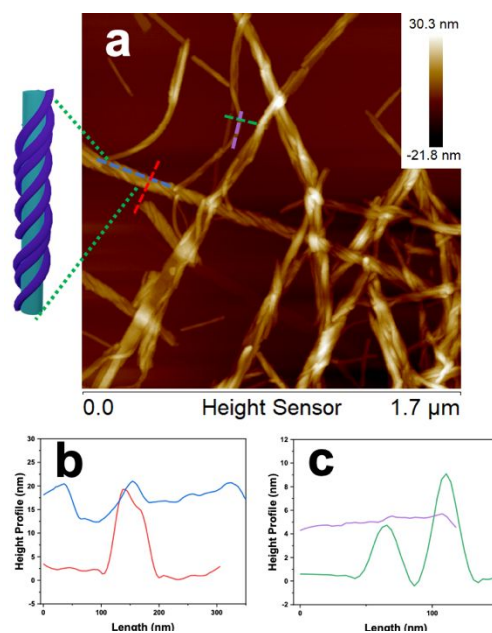 a
30.3 nm
-21.8 nm
0.0 Height Sensor 1.7 µm
b
Height Profile (nm)
30
25
20
15
10
5
0
-5
0 100 200 300
Length (nm)
c
Height Profile (nm)
12
10
8
6
4
2
0
-2
0 100
Length (nm)